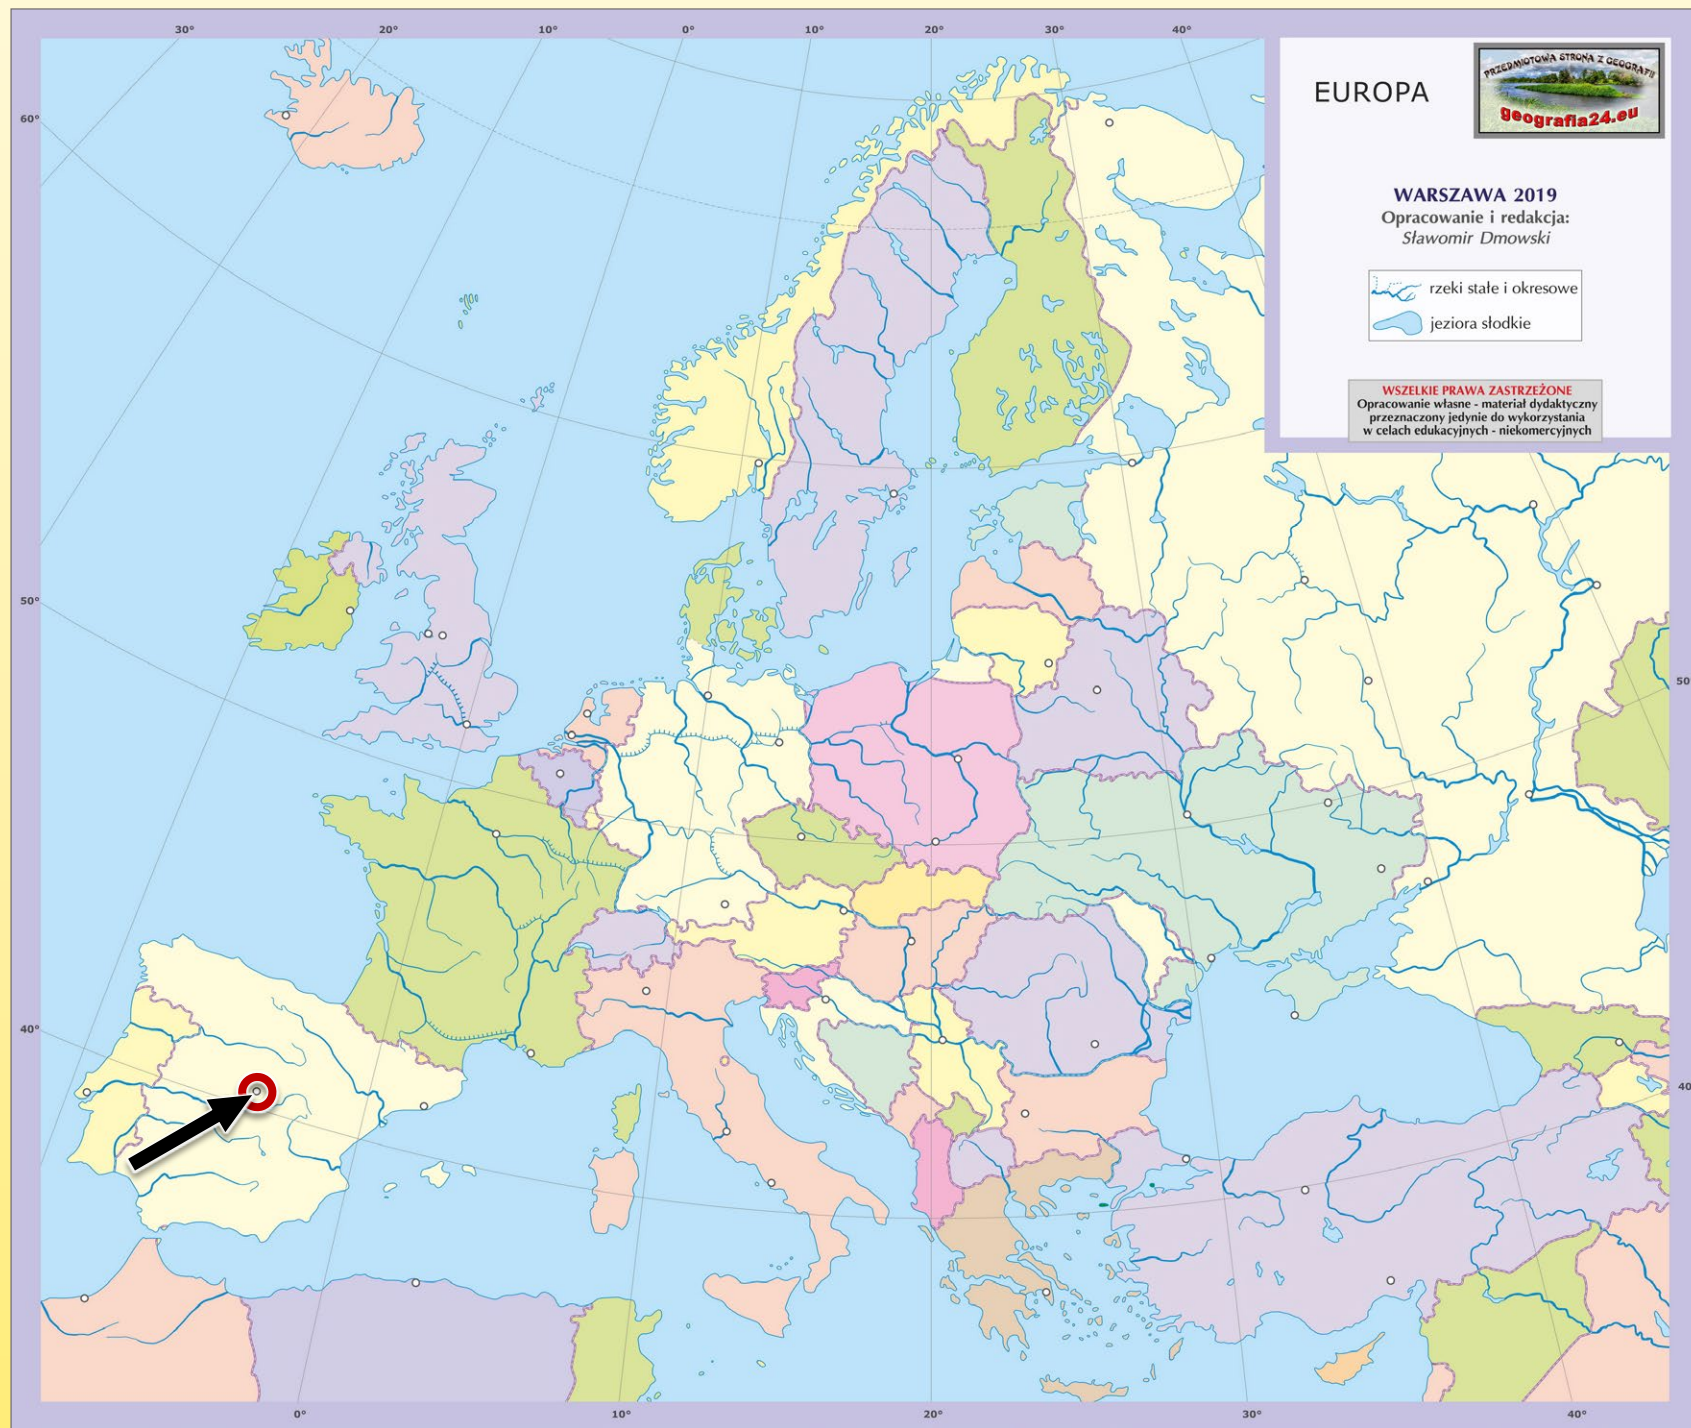 30° 20° 10° 0° 10° 20° 30° 40°
60°
50°
40°
EUROPA
PRZEDMIOTOWA STRONA Z GEOGRAFII
geografia24.eu
WARSZAWA 2019
Opracowanie i redakcja:
Sławomir Dmowski
rzeki stałe i okresowe
jeziora słodkie
WSZELKIE PRAWA ZASTRZEŻONE
Opracowanie własne - materiał dydaktyczny
przeznaczony jedynie do wykorzystania
w celach edukacyjnych - niekomercyjnych
50
40
0° 10° 20° 30° 40°